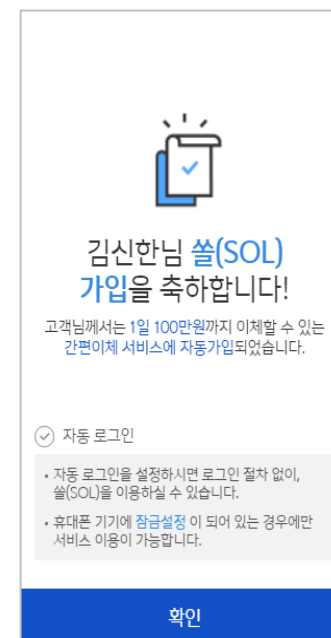 김신한님 쏠(SOL)
가입을 축하합니다!
고객님께서는 1일 100만원까지 이체할 수 있는
간편이체 서비스에 자동가입되었습니다.
자동 로그인
• 자동 로그인을 설정하시면 로그인 절차 없이,
쏠(SOL)을 이용하실 수 있습니다.
• 휴대폰 기기에 잠금설정 이 되어 있는 경우에만
서비스 이용이 가능합니다.
확인